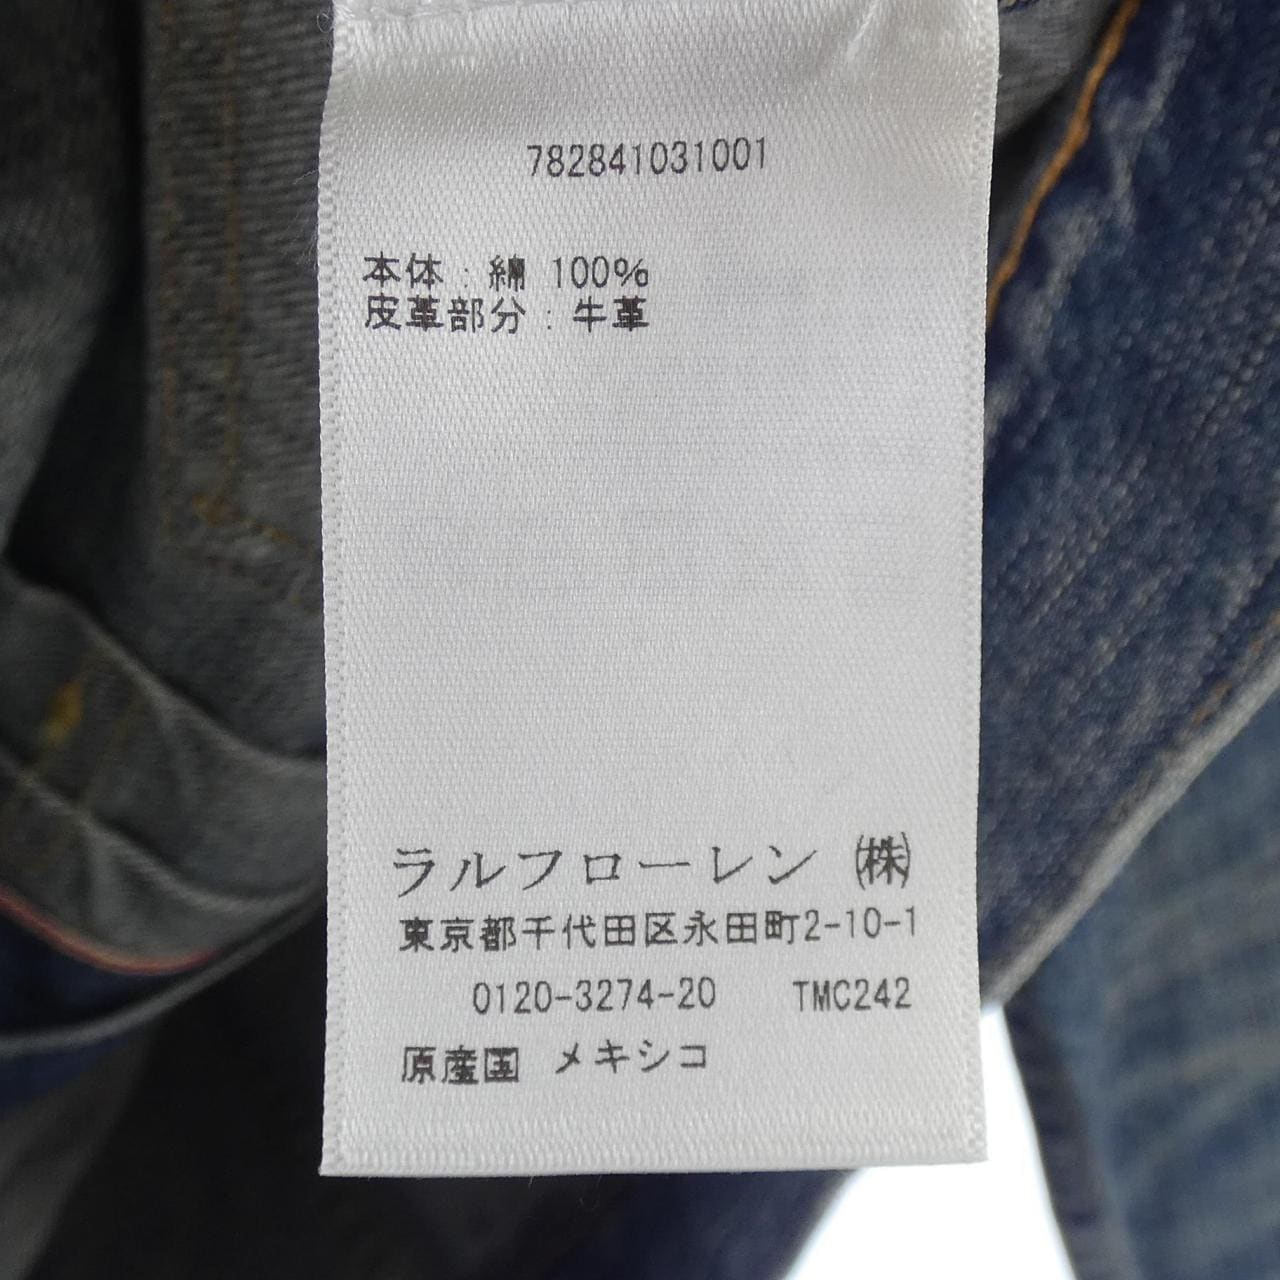 782841031001
本体：綿 100%
皮革部分：牛革
ラルフローレン ㈱
東京都千代田区永田町2-10-1
0120-3274-20 TMC242
原産国 メキシコ